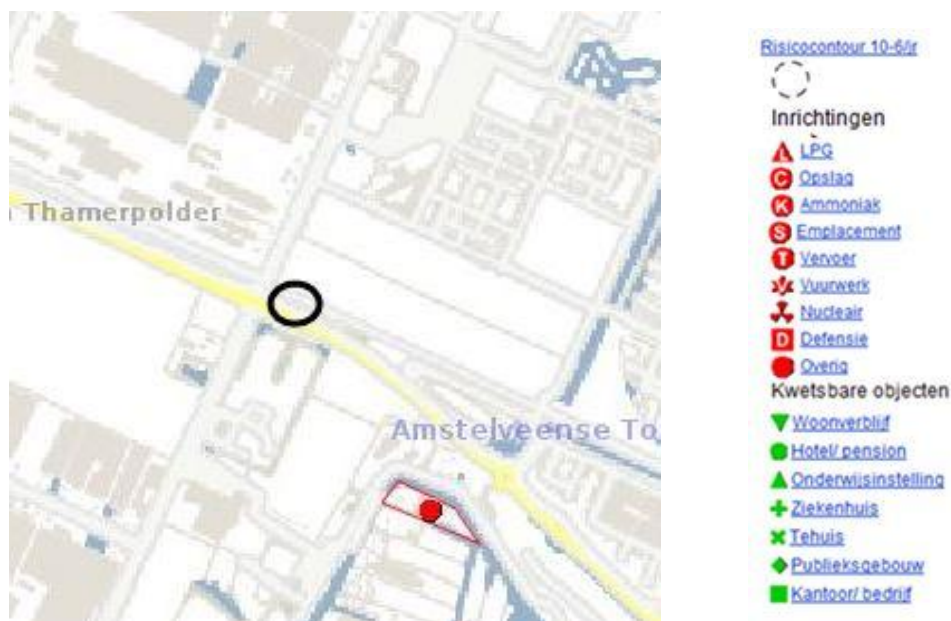 Thamerpolder
Amstelveense To
Risicocontour 10-6/jr
Inrichtingen
L LPG
C Opslag
K Ammoniak
S Emplacement
T Vervoer
Vuurwerk
Nucleair
D Defensie
Overig
Kwetsbare objecten
Woonverblijf
Hotel/ pension
Onderwijsinstelling
Ziekenhuis
Tehuis
Publieksgebouw
Kantoor/ bedrijf